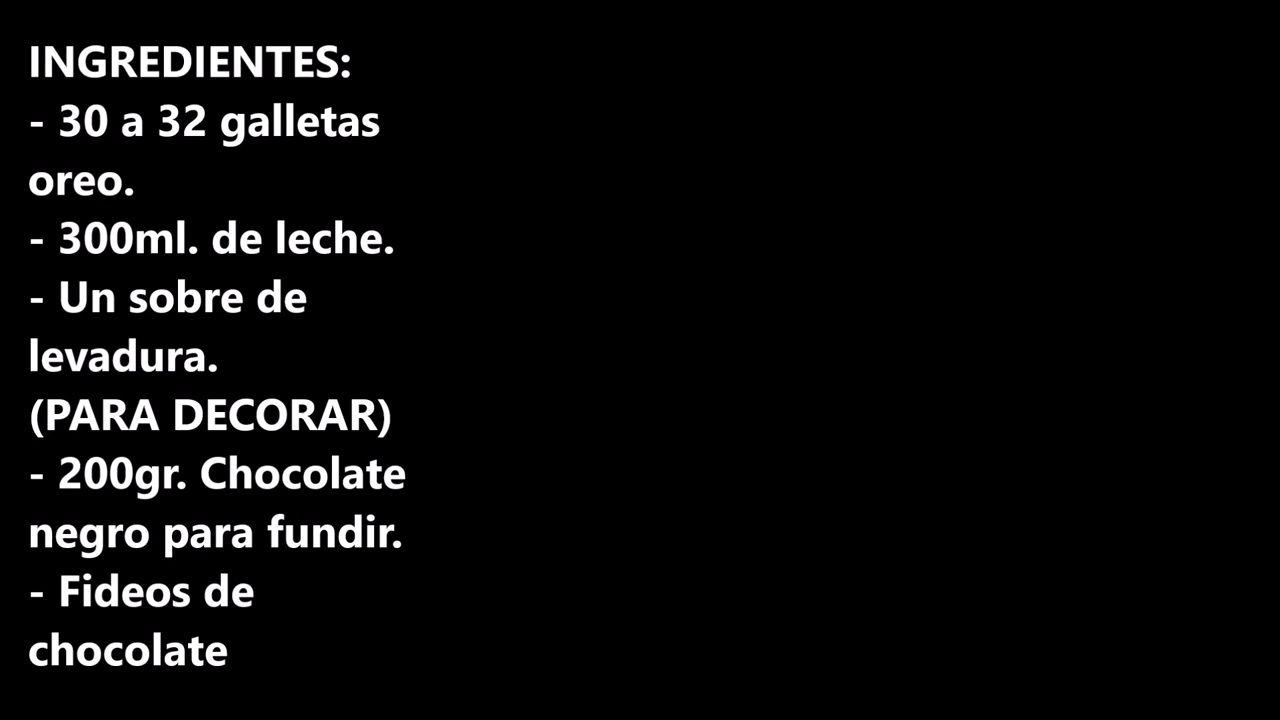 INGREDIENTES:
- 30 a 32 galletas
oreo.
- 300ml. de leche.
- Un sobre de
levadura.
(PARA DECORAR)
- 200gr. Chocolate
negro para fundir.
- Fideos de
chocolate